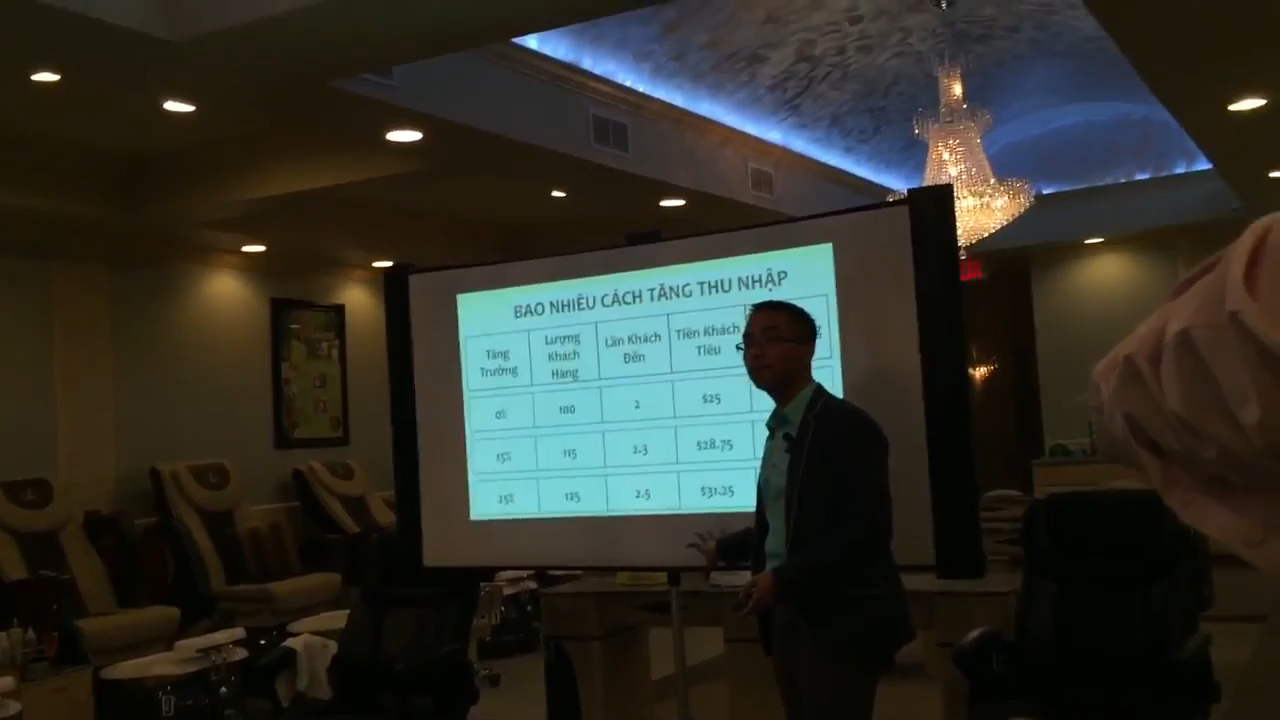 BAO NHIÊU CÁCH TĂNG THU NHẬP
Tăng Trưởng
Lượng Khách Hàng
Lần Khách Đến
Tiền Khách Tiêu
0% 100 2 $25
15% 115 2.3 $28.75
25% 125 2.5 $31.25